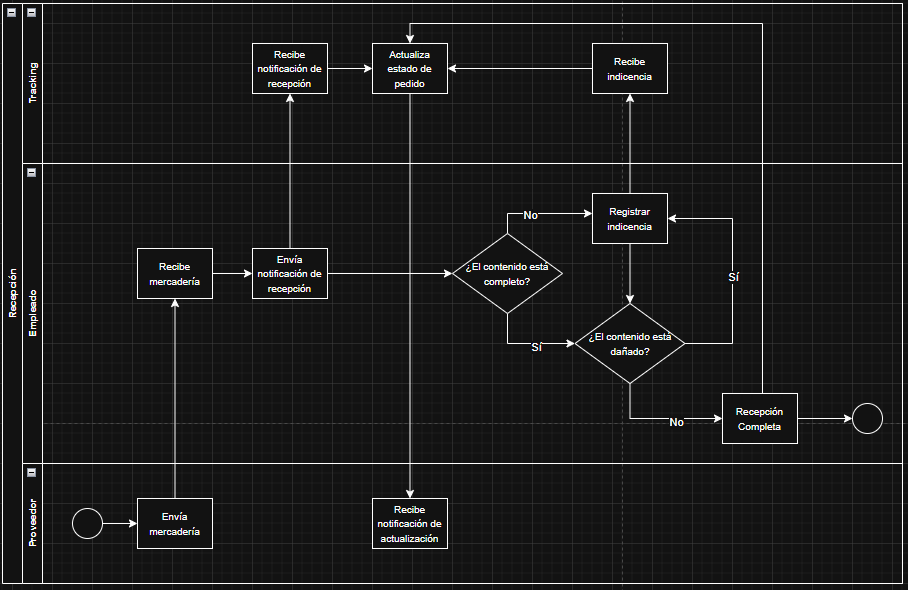 Recepción
Tracking
Recibe
notificación de
recepción
Actualiza
estado de
pedido
Recibe
indicencia
Empleado
Recibe
mercadería
Envía
notificación de
recepción
¿El contenido está
completo?
No
Sí
Registrar
indicencia
¿El contenido está
dañado?
Sí
No
Recepción
Completa
Proveedor
Envía
mercadería
Recibe
notificación de
actualización